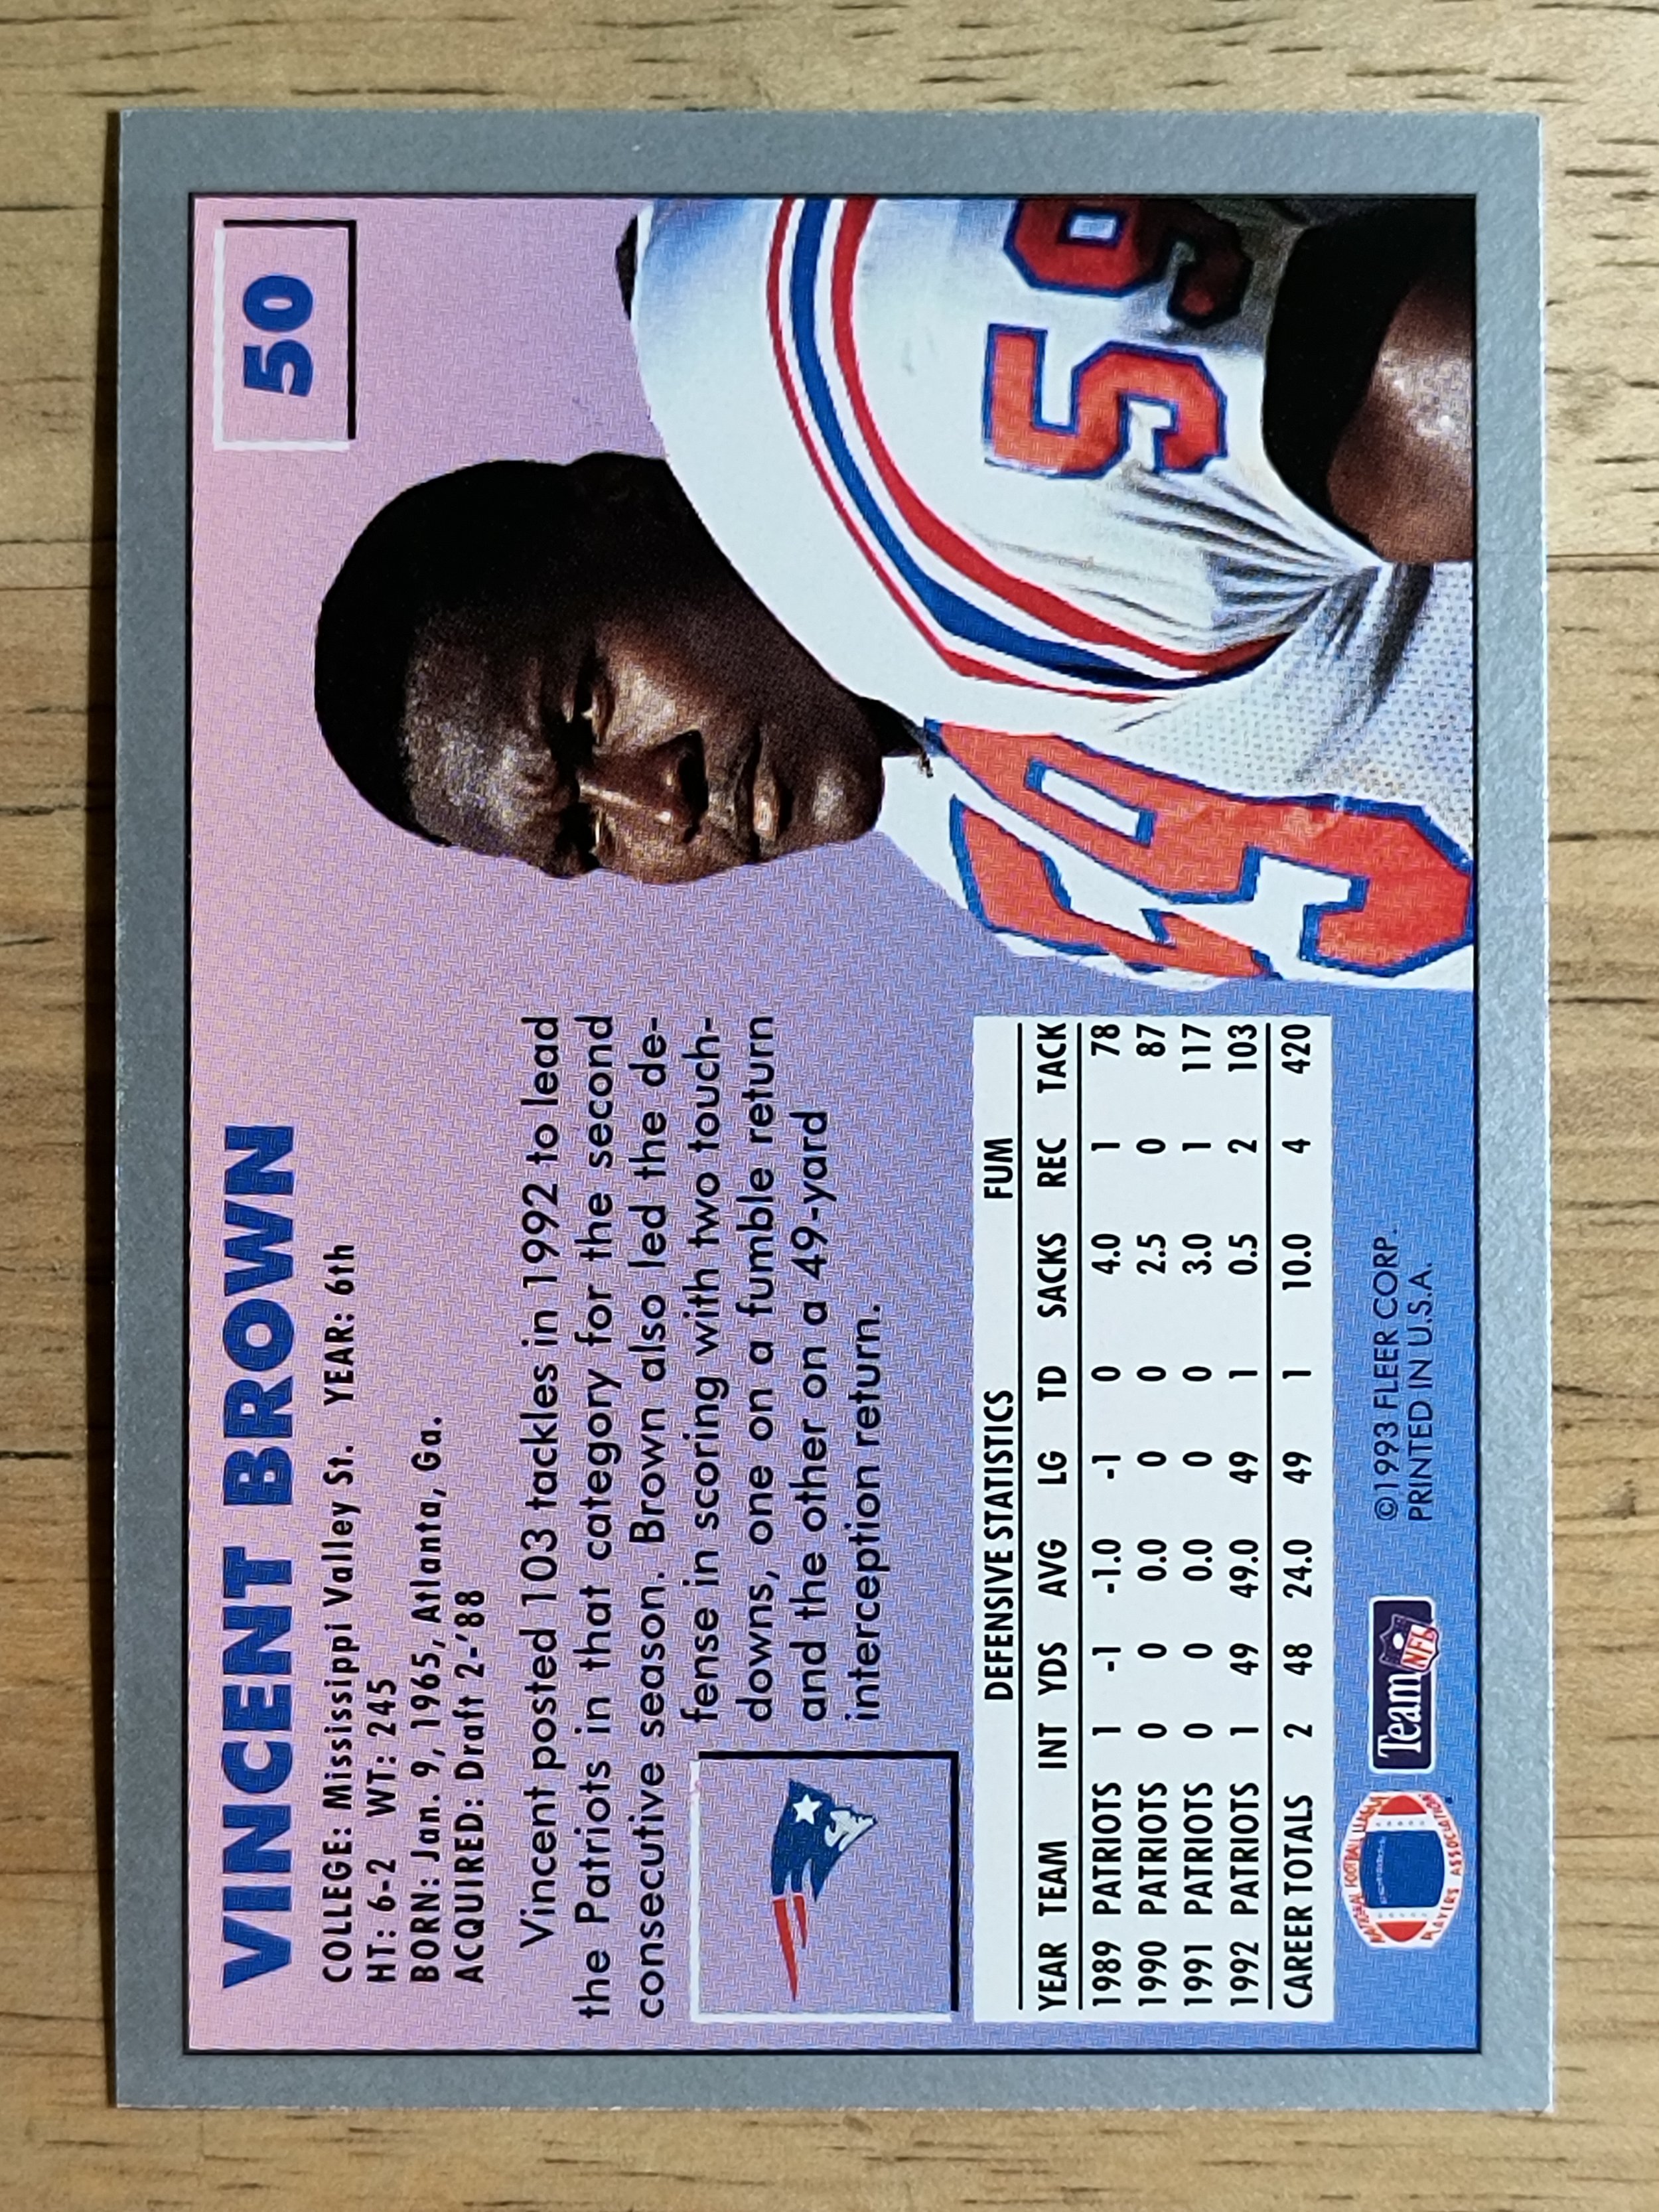 VINCENT BROWN
50
COLLEGE: Mississippi Valley St. YEAR: 6th
HT: 6-2 WT: 245
BORN: Jan. 9, 1965, Atlanta, Ga.
ACQUIRED: Draft 2-'88
Vincent posted 103 tackles in 1992 to lead
the Patriots in that category for the second
consecutive season. Brown also led the de-
fense in scoring with two touch-
downs, one on a fumble return
and the other on a 49-yard
interception return.
59
59
DEFENSIVE STATISTICS
FUM
YEAR TEAM INT YDS AVG LG TD SACKS REC TACK
1989 PATRIOTS 1 -1 -1.0 -1 0 4.0 1 78
1990 PATRIOTS 0 0 0.0 0 0 2.5 0 87
1991 PATRIOTS 0 0 0.0 0 0 3.0 1 117
1992 PATRIOTS 1 49 49.0 49 1 0.5 2 103
CAREER TOTALS 2 48 24.0 49 1 10.0 4 420
NATIONAL FOOTBALL LEAGUE
PLAYERS ASSOCIATION
Team NFL
©1993 FLEER CORP.
PRINTED IN U.S.A.